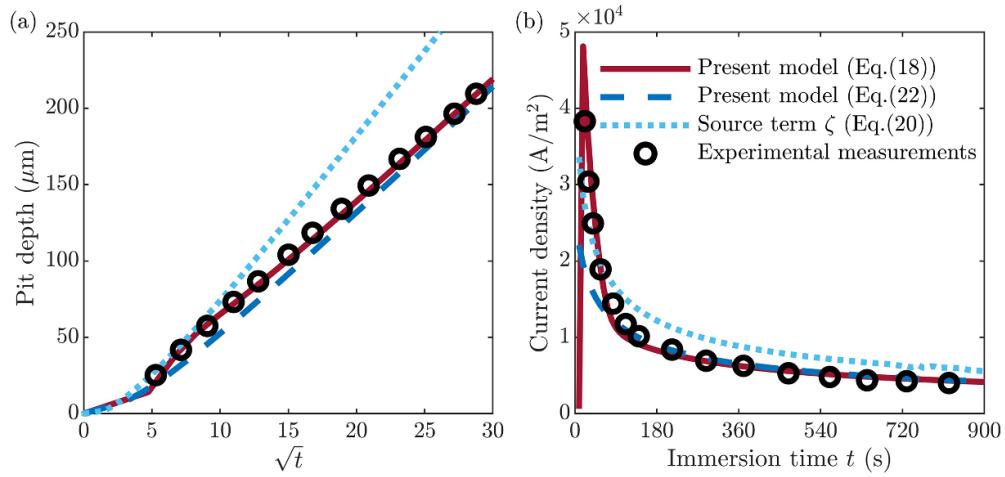 (a)
250
200
150
100
50
0
Pit depth (μm)
0 5 10 15 20 25 30
√t
(b)
×10⁴
5
4
3
2
1
0
Current density (A/m²)
Present model (Eq.(18))
Present model (Eq.(22))
Source term ζ (Eq.(20))
Experimental measurements
0 180 360 540 720 900
Immersion time t (s)